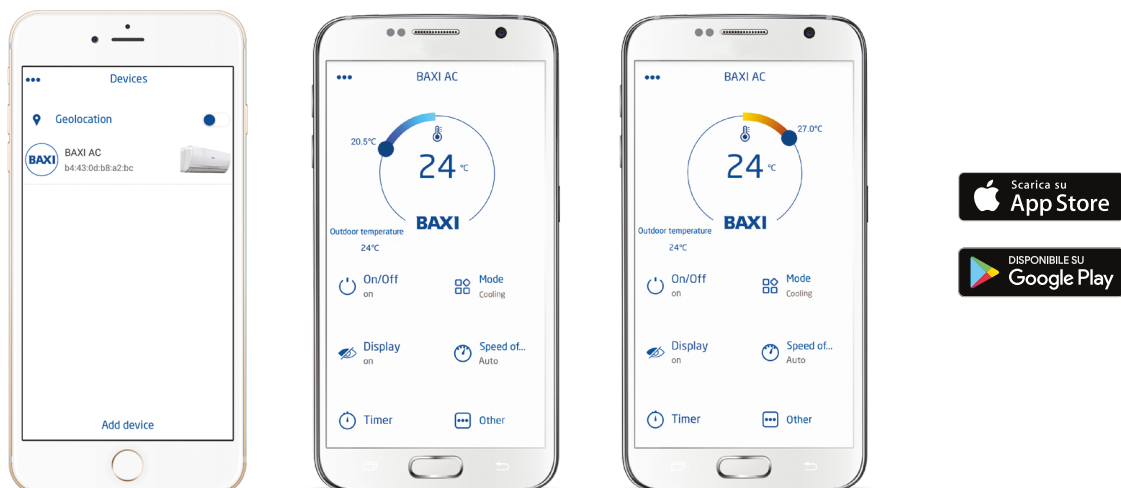 Devices
Geolocation
BAXI
BAXI AC
b4:43:0d:b8:a2:bc
Add device
BAXI AC
20.5°C
24 °C
BAXI
Outdoor temperature
24°C
On/Off
on
Mode
Cooling
Display
on
Speed of...
Auto
Timer
Other
BAXI AC
27.0°C
24 °C
BAXI
Outdoor temperature
24°C
On/Off
on
Mode
Cooling
Display
on
Speed of...
Auto
Timer
Other
Scarica su
App Store
DISPONIBILE SU
Google Play